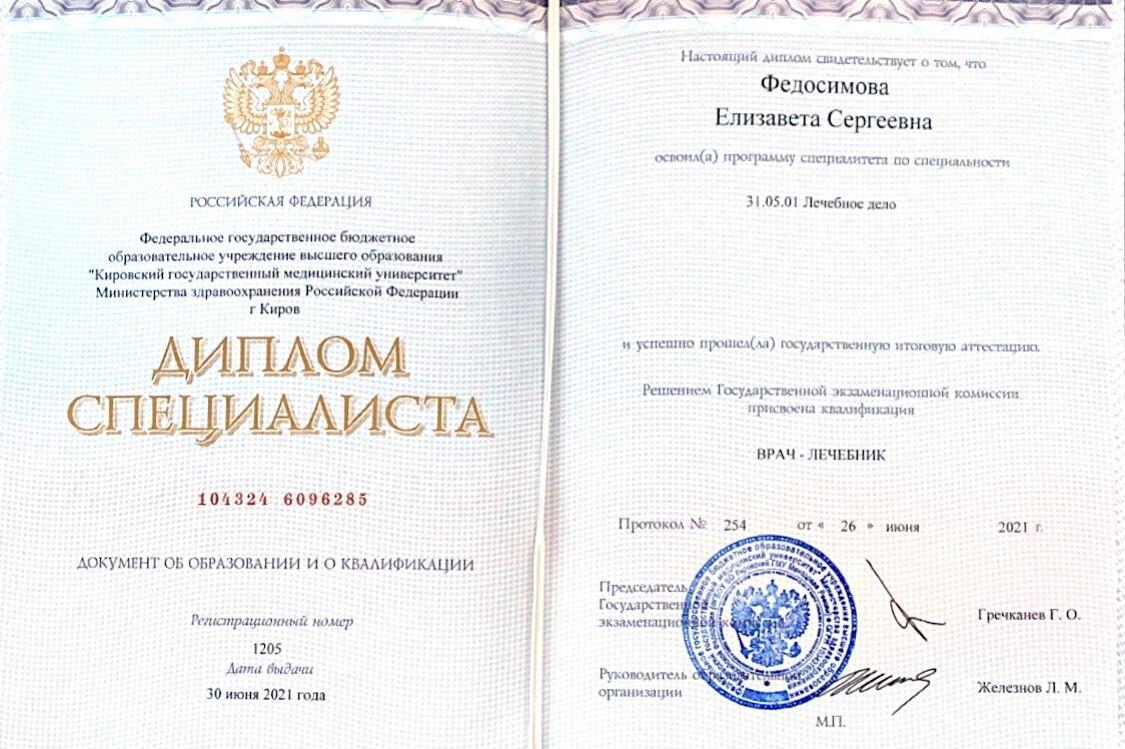 РОССИЙСКАЯ ФЕДЕРАЦИЯ
Федеральное государственное бюджетное
образовательное учреждение высшего образования
"Кировский государственный медицинский университет"
Министерства здравоохранения Российской Федерации
г Киров
ДИПЛОМ
СПЕЦИАЛИСТА
104324 6096285
ДОКУМЕНТ ОБ ОБРАЗОВАНИИ И О КВАЛИФИКАЦИИ
Регистрационный номер
1205
Дата выдачи
30 июня 2021 года
Настоящий диплом свидетельствует о том, что
Федосимова
Елизавета Сергеевна
освоил(а) программу специалитета по специальности
31.05.01 Лечебное дело
и успешно прошел(ла) государственную итоговую аттестацию.
Решением Государственной экзаменационной комиссии
присвоена квалификация
ВРАЧ - ЛЕЧЕБНИК
Протокол № 254 от « 26 » июня 2021 г.
Председатель
Государственной
экзаменационной комиссии
Гречканев Г. О.
Руководитель образовательной
организации
Железнов Л. М.
М.П.